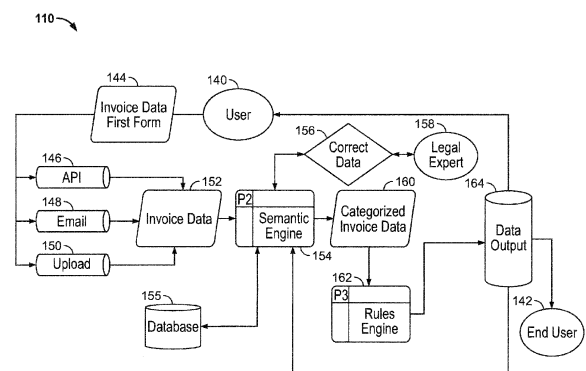 110
144
140
Invoice Data
First Form
User
156
Correct
Data
158
Legal
Expert
146
API
148
Email
150
Upload
152
Invoice Data
P2
Semantic
Engine
154
160
Categorized
Invoice Data
164
Data
Output
155
Database
162
P3
Rules
Engine
142
End User